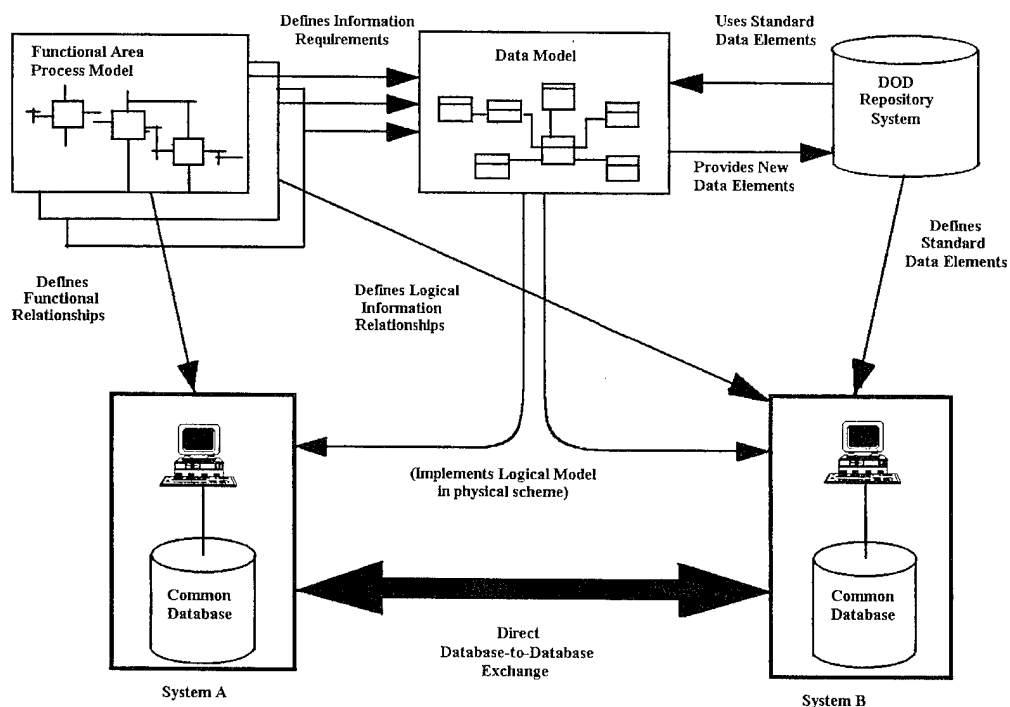 Defines Information
Requirements
Uses Standard
Data Elements
Functional Area
Process Model
Data Model
DOD
Repository
System
Provides New
Data Elements
Defines
Standard
Data Elements
Defines
Functional
Relationships
Defines Logical
Information
Relationships
(Implements Logical Model
in physical scheme)
Common
Database
Common
Database
Direct
Database-to-Database
Exchange
System A
System B